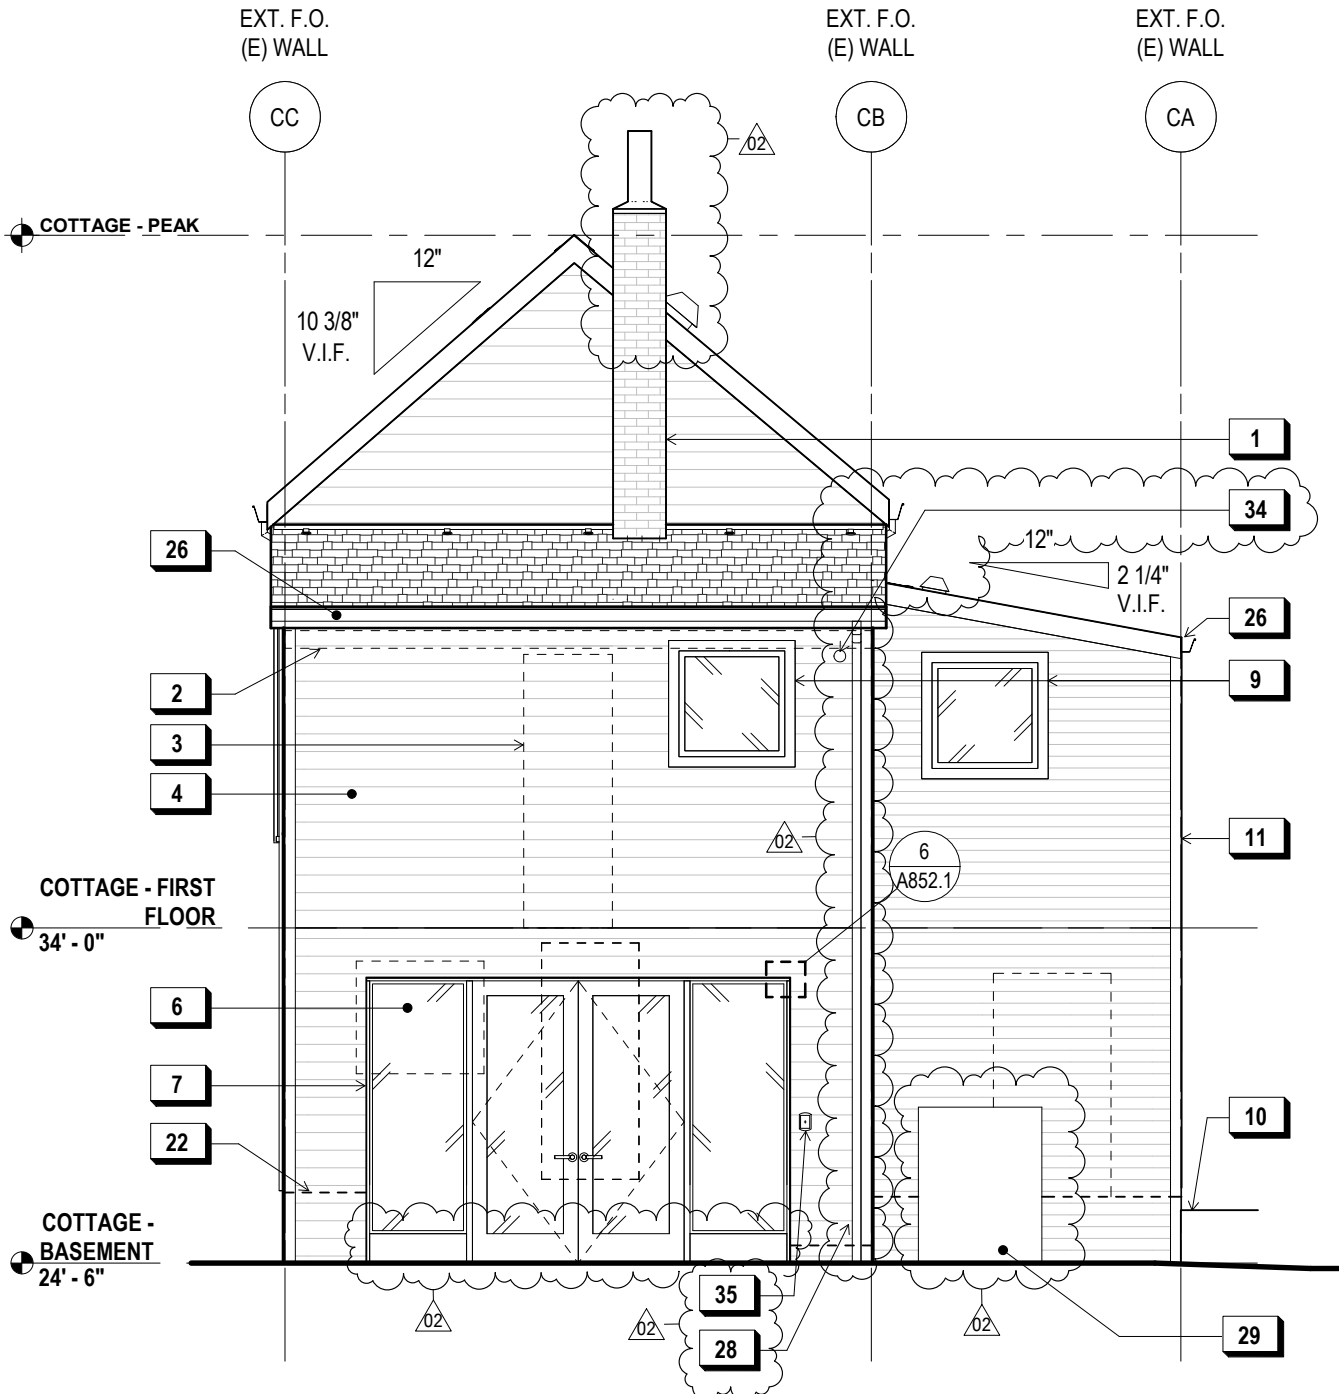 EXT. F.O.
(E) WALL
EXT. F.O.
(E) WALL
EXT. F.O.
(E) WALL
CC
CB
CA
02
COTTAGE - PEAK
12"
10 3/8"
V.I.F.
1
34
26
12"
2 1/4"
V.I.F.
26
2
9
3
4
02
6
A852.1
11
COTTAGE - FIRST
FLOOR
34' - 0"
6
7
10
22
COTTAGE -
BASEMENT
24' - 6"
35
02
02
02
28
29